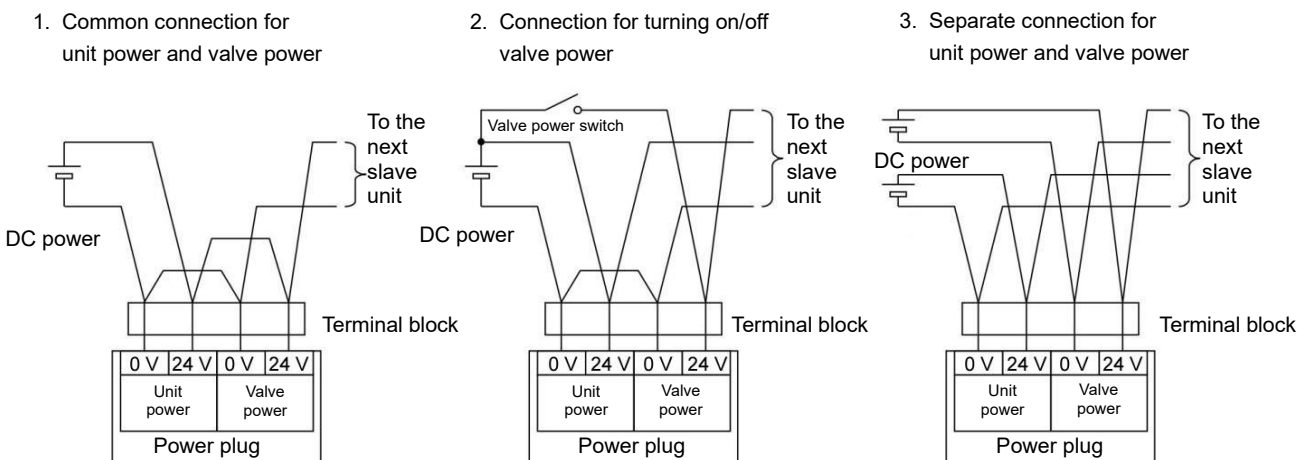 1. Common connection for
unit power and valve power
To the
next
slave
unit
DC power
Terminal block
0 V 24 V 0 V 24 V
Unit
power
Valve
power
Power plug
2. Connection for turning on/off
valve power
Valve power switch
To the
next
slave
unit
DC power
Terminal block
0 V 24 V 0 V 24 V
Unit
power
Valve
power
Power plug
3. Separate connection for
unit power and valve power
To the
next
slave
unit
DC power
Terminal block
0 V 24 V 0 V 24 V
Unit
power
Valve
power
Power plug